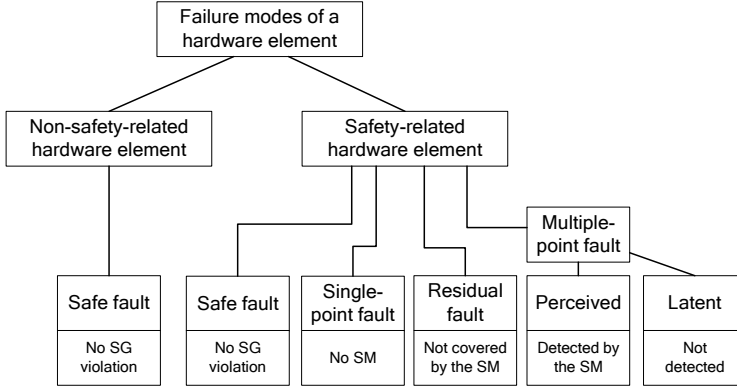 Failure modes of a
hardware element
Non-safety-related
hardware element
Safety-related
hardware element
Multiple-
point fault
Safe fault
No SG
violation
Safe fault
No SG
violation
Single-
point fault
No SM
Residual
fault
Not covered
by the SM
Perceived
Detected by
the SM
Latent
Not
detected